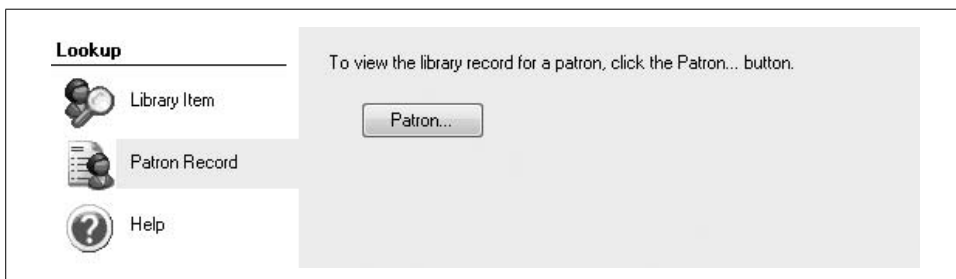 Lookup
Library Item
Patron Record
Help
To view the library record for a patron, click the Patron... button.
Patron...